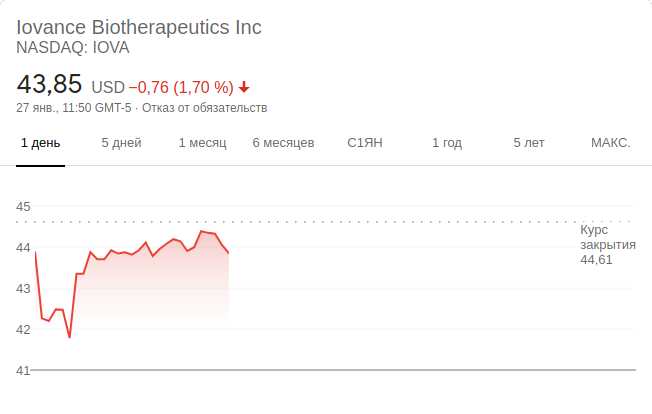 Iovance Biotherapeutics Inc
NASDAQ: IOVA
43,85 USD −0,76 (1,70 %)
27 янв., 11:50 GMT-5 · Отказ от обязательств
1 день 5 дней 1 месяц 6 месяцев С1ЯН 1 год 5 лет МАКС.
45
Курс
закрытия
44,61
44
43
42
41